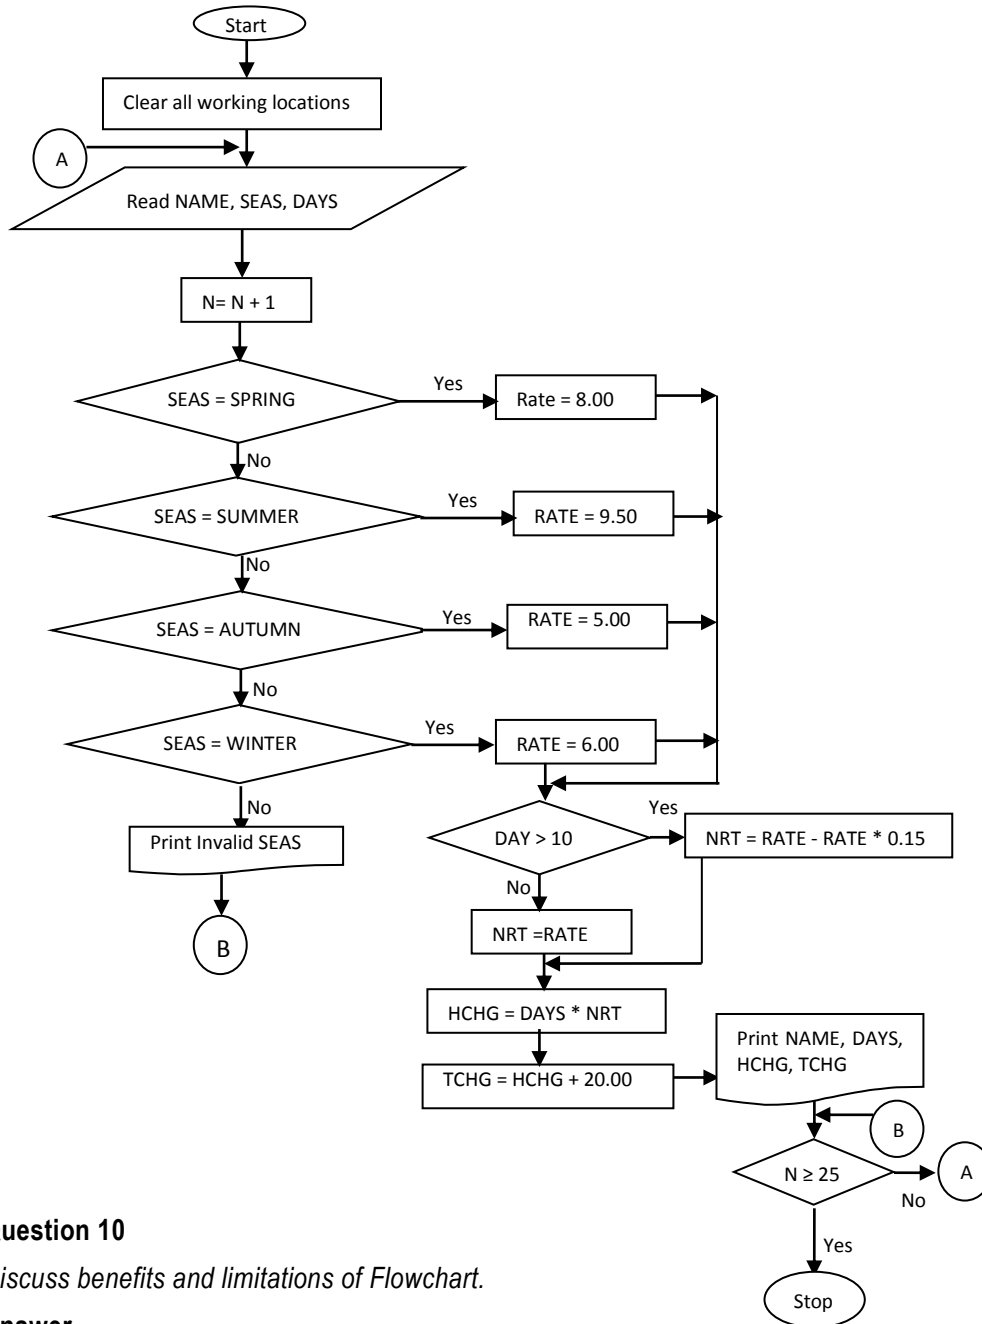 Start
Clear all working locations
A
Read NAME, SEAS, DAYS
N= N + 1
SEAS = SPRING
Yes
Rate = 8.00
No
SEAS = SUMMER
Yes
RATE = 9.50
No
SEAS = AUTUMN
Yes
RATE = 5.00
No
SEAS = WINTER
Yes
RATE = 6.00
No
Print Invalid SEAS
B
DAY > 10
Yes
NRT = RATE - RATE * 0.15
No
NRT =RATE
HCHG = DAYS * NRT
TCHG = HCHG + 20.00
Print NAME, DAYS,
HCHG, TCHG
B
N ≥ 25
No
A
Yes
Stop
uestion 10
iscuss benefits and limitations of Flowchart.